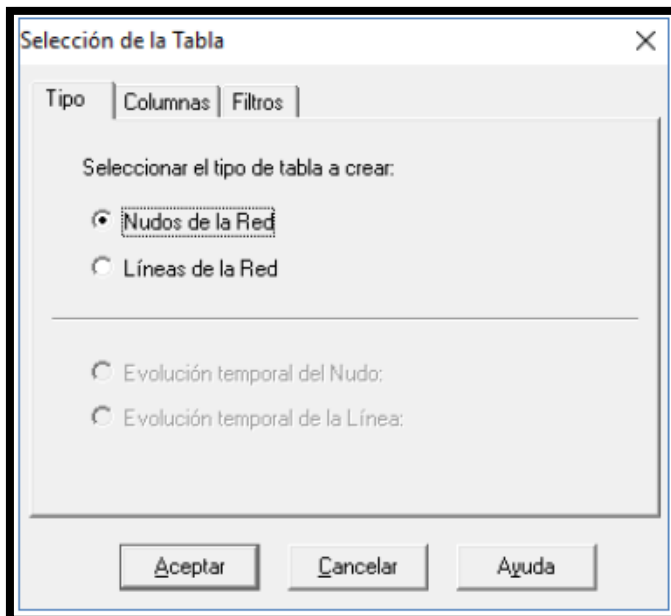 Selección de la Tabla
Tipo Columnas Filtros
Seleccionar el tipo de tabla a crear:
Nudos de la Red
Líneas de la Red
Evolución temporal del Nudo:
Evolución temporal de la Línea:
Aceptar Cancelar Ayuda